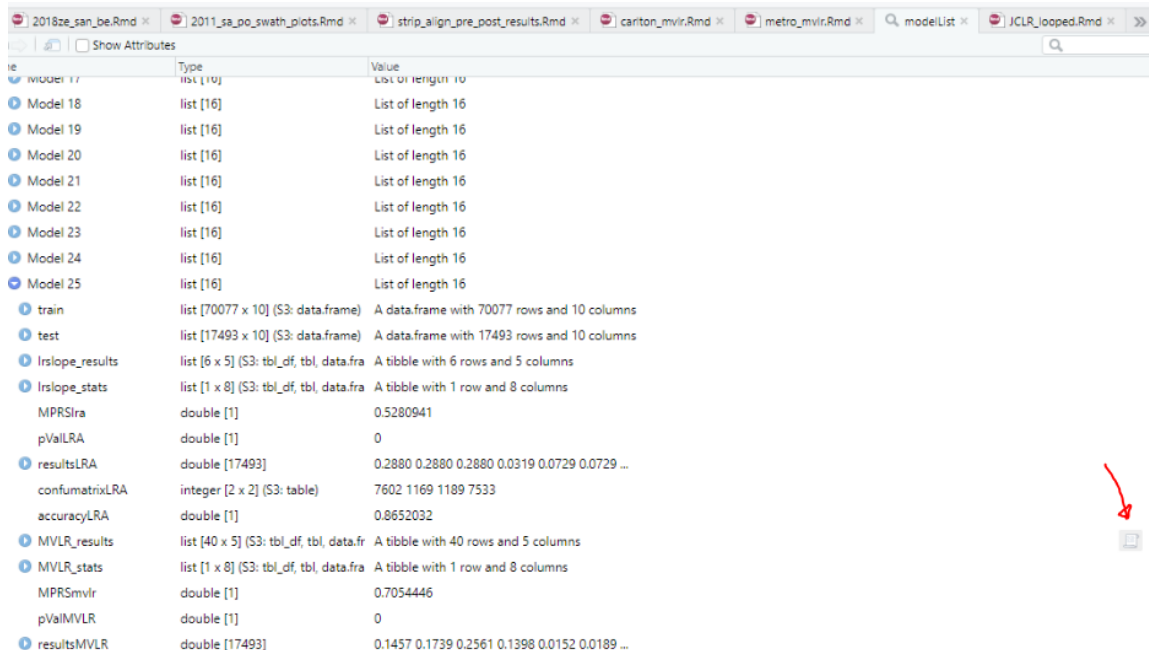 2018ze_san_be.Rmd × 2011_sa_po_swath_plots.Rmd × strip_align_pre_post_results.Rmd × carlton_mvlr.Rmd × metro_mvlr.Rmd × modelList × JCLR_looped.Rmd ×
Show Attributes
ne Type Value
Model 17 list [16] List of length 16
Model 18 list [16] List of length 16
Model 19 list [16] List of length 16
Model 20 list [16] List of length 16
Model 21 list [16] List of length 16
Model 22 list [16] List of length 16
Model 23 list [16] List of length 16
Model 24 list [16] List of length 16
Model 25 list [16] List of length 16
train list [70077 x 10] (S3: data.frame) A data.frame with 70077 rows and 10 columns
test list [17493 x 10] (S3: data.frame) A data.frame with 17493 rows and 10 columns
lrslope_results list [6 x 5] (S3: tbl_df, tbl, data.fra A tibble with 6 rows and 5 columns
lrslope_stats list [1 x 8] (S3: tbl_df, tbl, data.fra A tibble with 1 row and 8 columns
MPRSlra double [1] 0.5280941
pValLRA double [1] 0
resultsLRA double [17493] 0.2880 0.2880 0.2880 0.0319 0.0729 0.0729 ...
confumatrixLRA integer [2 x 2] (S3: table) 7602 1169 1189 7533
accuracyLRA double [1] 0.8652032
MVLR_results list [40 x 5] (S3: tbl_df, tbl, data.fr A tibble with 40 rows and 5 columns
MVLR_stats list [1 x 8] (S3: tbl_df, tbl, data.fra A tibble with 1 row and 8 columns
MPRSmvlr double [1] 0.7054446
pValMVLR double [1] 0
resultsMVLR double [17493] 0.1457 0.1739 0.2561 0.1398 0.0152 0.0189 ...